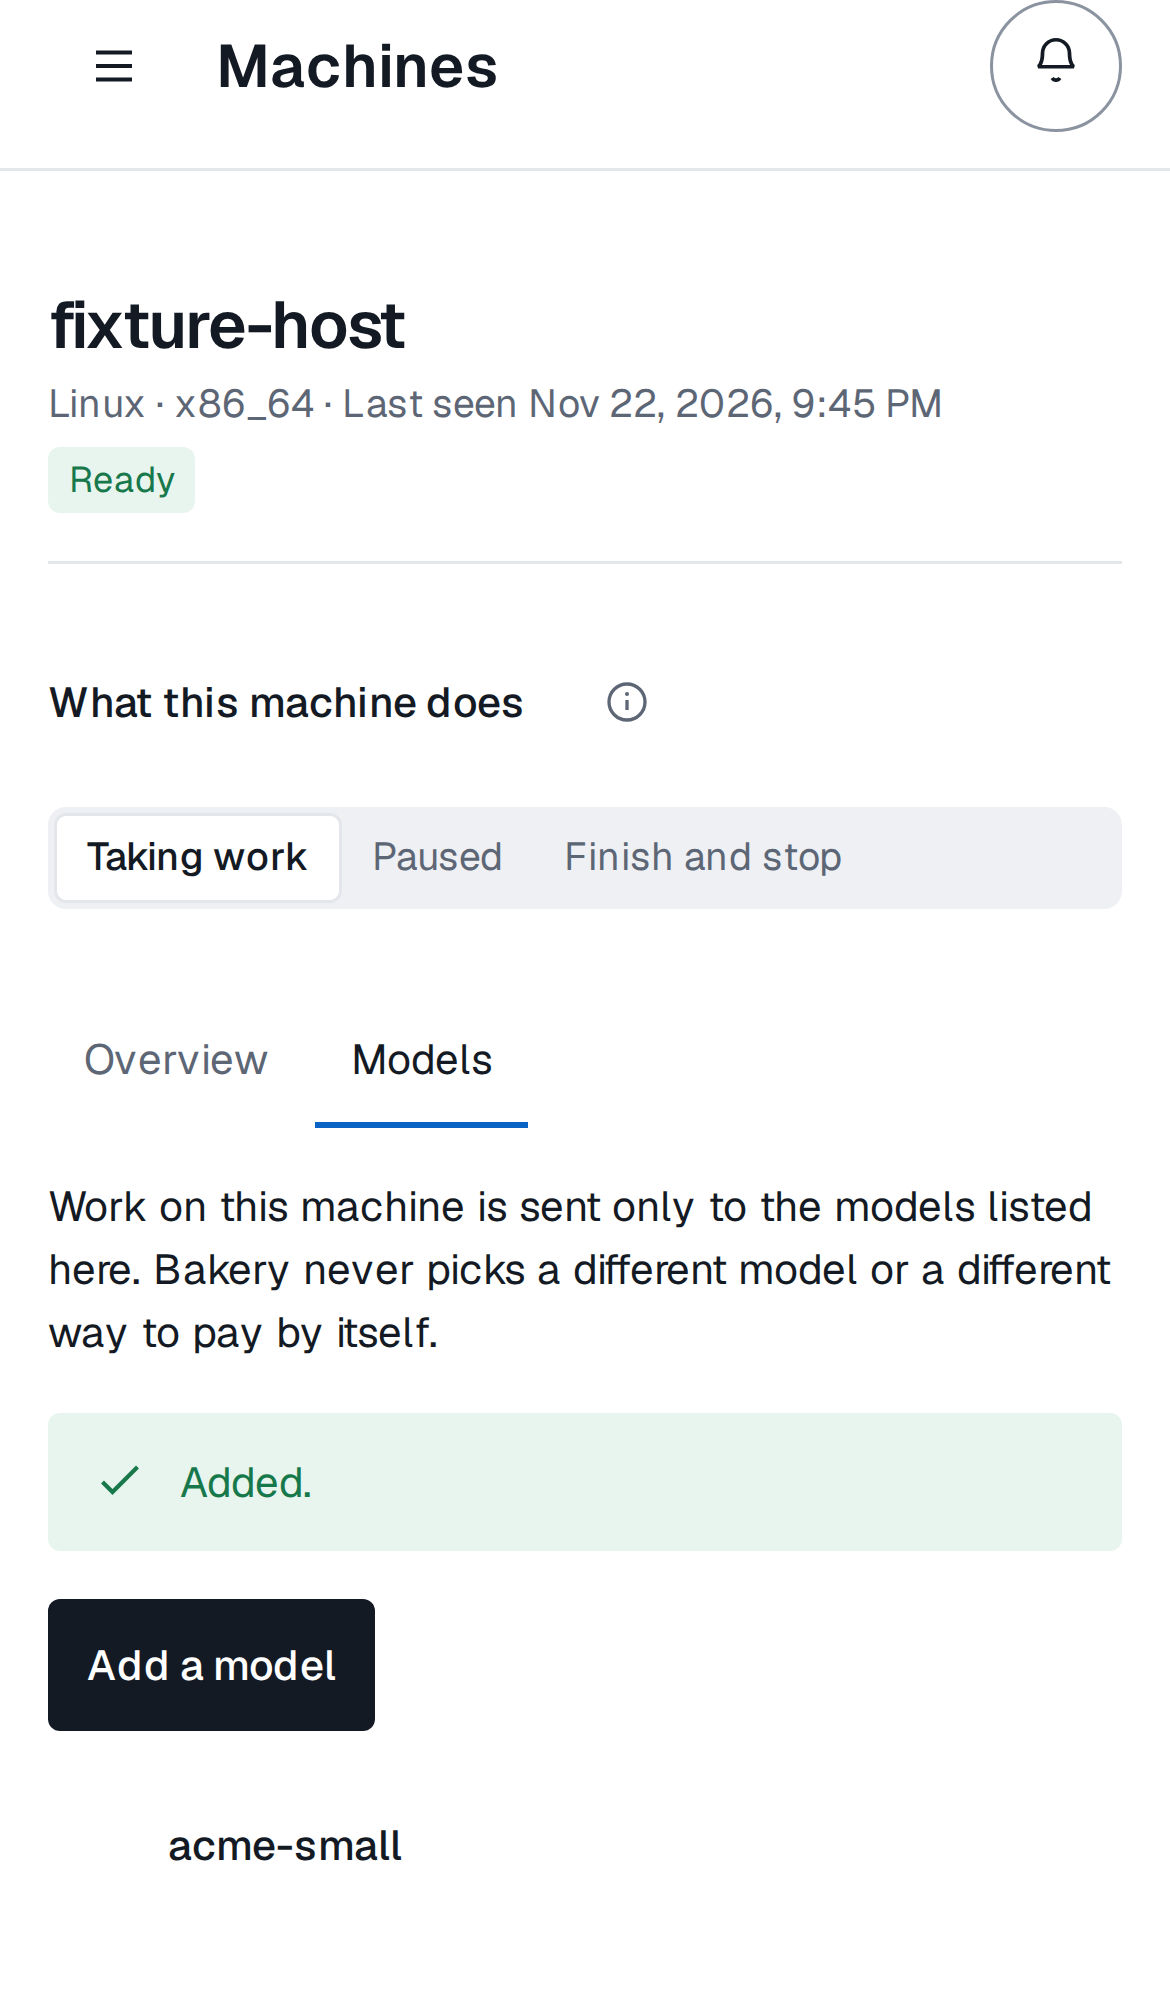 Machines
fixture-host
Linux · x86_64 · Last seen Nov 22, 2026, 9:45 PM
Ready
What this machine does
Taking work
Paused
Finish and stop
Overview
Models
Work on this machine is sent only to the models listed
here. Bakery never picks a different model or a different
way to pay by itself.
Added.
Add a model
acme-small